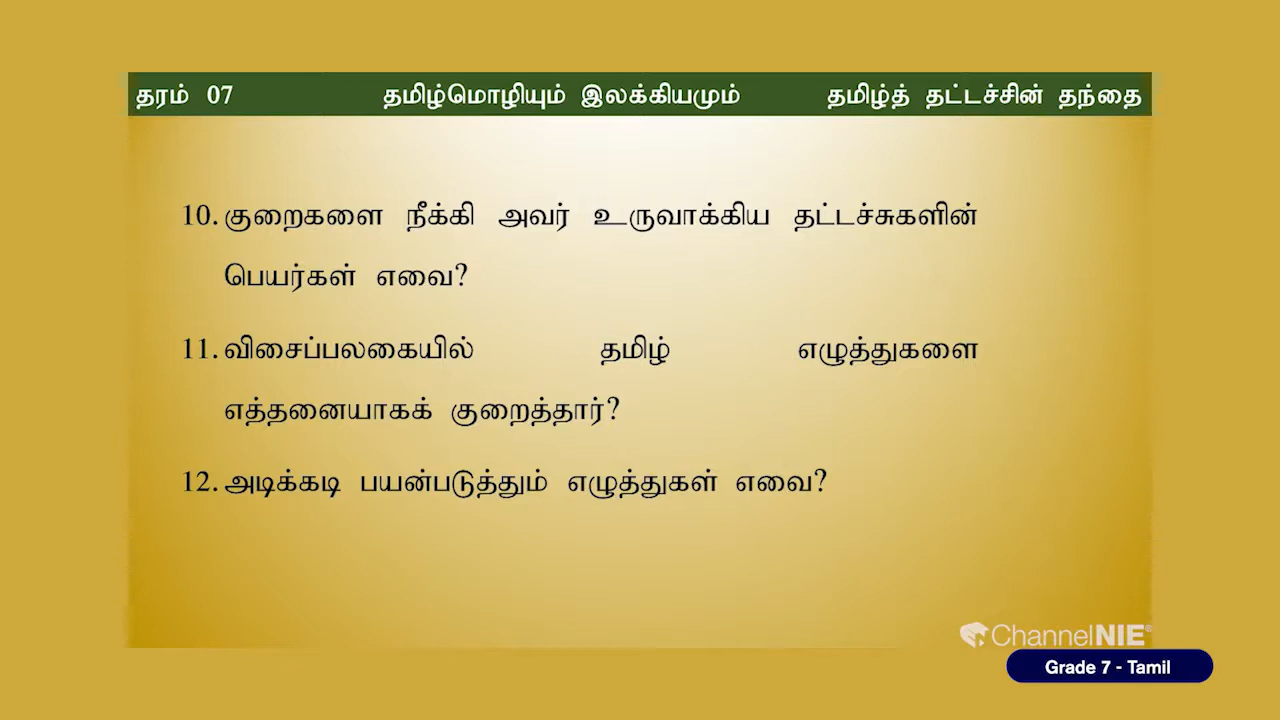 தரம் 07 தமிழ்மொழியும் இலக்கியமும் தமிழ்த் தட்டச்சின் தந்தை
10. குறைகளை நீக்கி அவர் உருவாக்கிய தட்டச்சுகளின்
பெயர்கள் எவை?
11. விசைப்பலகையில் தமிழ் எழுத்துகளை
எத்தனையாகக் குறைத்தார்?
12. அடிக்கடி பயன்படுத்தும் எழுத்துகள் எவை?
ChannelNIE®
Grade 7 - Tamil